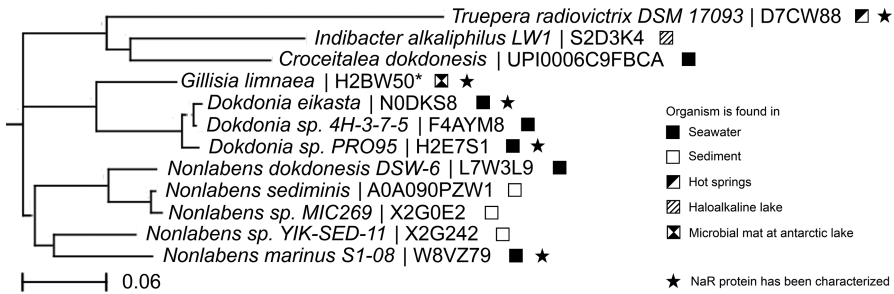 Truepera radiovictrix DSM 17093 | D7CW88
Indibacter alkaliphilus LW1 | S2D3K4
Croceitalea dokdonesis | UPI0006C9FBCA
Gillisia limnaea | H2BW50*
Dokdonia eikasta | N0DKS8
Dokdonia sp. 4H-3-7-5 | F4AYM8
Dokdonia sp. PRO95 | H2E7S1
Nonlabens dokdonesis DSW-6 | L7W3L9
Nonlabens sediminis | A0A090PZW1
Nonlabens sp. MIC269 | X2G0E2
Nonlabens sp. YIK-SED-11 | X2G242
Nonlabens marinus S1-08 | W8VZ79
0.06
Organism is found in
Seawater
Sediment
Hot springs
Haloalkaline lake
Microbial mat at antarctic lake
NaR protein has been characterized